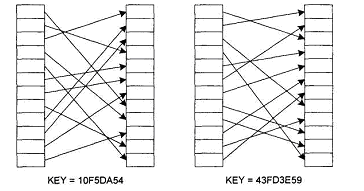 KEY = 10F5DA54
KEY = 43FD3E59